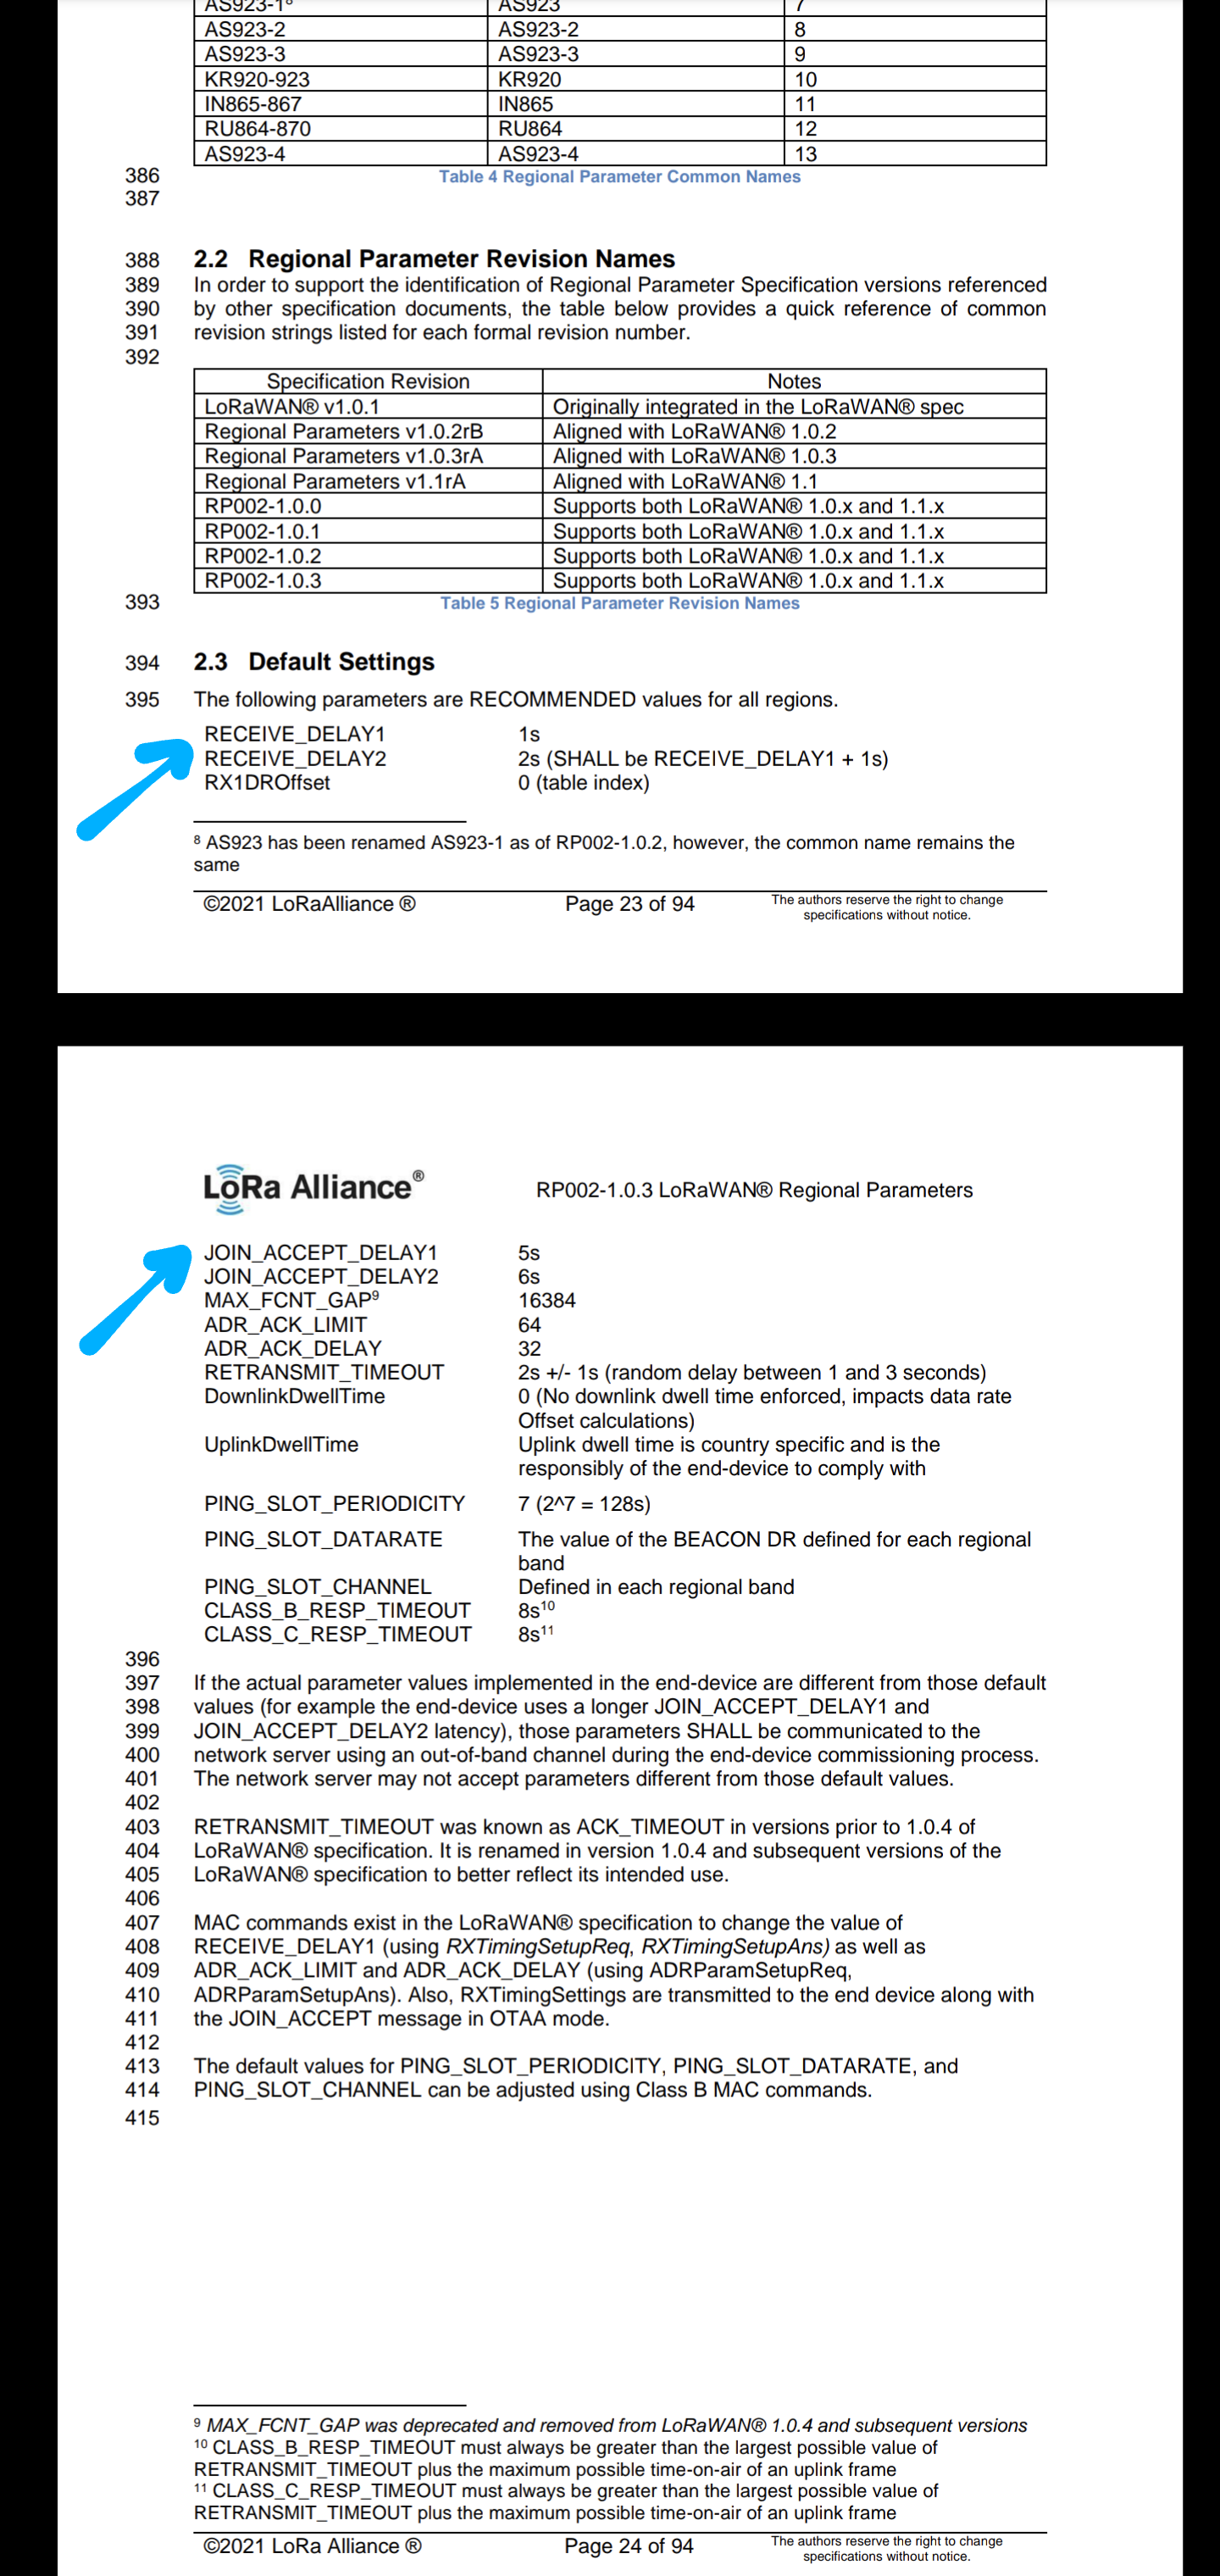 AS923-1⁸ AS923 7
AS923-2 AS923-2 8
AS923-3 AS923-3 9
KR920-923 KR920 10
IN865-867 IN865 11
RU864-870 RU864 12
AS923-4 AS923-4 13
386 Table 4 Regional Parameter Common Names
387
388 2.2 Regional Parameter Revision Names
389 In order to support the identification of Regional Parameter Specification versions referenced
390 by other specification documents, the table below provides a quick reference of common
391 revision strings listed for each formal revision number.
392
Specification Revision Notes
LoRaWAN® v1.0.1 Originally integrated in the LoRaWAN® spec
Regional Parameters v1.0.2rB Aligned with LoRaWAN® 1.0.2
Regional Parameters v1.0.3rA Aligned with LoRaWAN® 1.0.3
Regional Parameters v1.1rA Aligned with LoRaWAN® 1.1
RP002-1.0.0 Supports both LoRaWAN® 1.0.x and 1.1.x
RP002-1.0.1 Supports both LoRaWAN® 1.0.x and 1.1.x
RP002-1.0.2 Supports both LoRaWAN® 1.0.x and 1.1.x
RP002-1.0.3 Supports both LoRaWAN® 1.0.x and 1.1.x
393 Table 5 Regional Parameter Revision Names
394 2.3 Default Settings
395 The following parameters are RECOMMENDED values for all regions.
RECEIVE_DELAY1 1s
RECEIVE_DELAY2 2s (SHALL be RECEIVE_DELAY1 + 1s)
RX1DROffset 0 (table index)
⁸ AS923 has been renamed AS923-1 as of RP002-1.0.2, however, the common name remains the
same
©2021 LoRaAlliance ® Page 23 of 94 The authors reserve the right to change
specifications without notice.
LoRa Alliance® RP002-1.0.3 LoRaWAN® Regional Parameters
JOIN_ACCEPT_DELAY1 5s
JOIN_ACCEPT_DELAY2 6s
MAX_FCNT_GAP⁹ 16384
ADR_ACK_LIMIT 64
ADR_ACK_DELAY 32
RETRANSMIT_TIMEOUT 2s +/- 1s (random delay between 1 and 3 seconds)
DownlinkDwellTime 0 (No downlink dwell time enforced, impacts data rate
Offset calculations)
UplinkDwellTime Uplink dwell time is country specific and is the
responsibly of the end-device to comply with
PING_SLOT_PERIODICITY 7 (2^7 = 128s)
PING_SLOT_DATARATE The value of the BEACON DR defined for each regional
band
PING_SLOT_CHANNEL Defined in each regional band
CLASS_B_RESP_TIMEOUT 8s¹⁰
CLASS_C_RESP_TIMEOUT 8s¹¹
396
397 If the actual parameter values implemented in the end-device are different from those default
398 values (for example the end-device uses a longer JOIN_ACCEPT_DELAY1 and
399 JOIN_ACCEPT_DELAY2 latency), those parameters SHALL be communicated to the
400 network server using an out-of-band channel during the end-device commissioning process.
401 The network server may not accept parameters different from those default values.
402
403 RETRANSMIT_TIMEOUT was known as ACK_TIMEOUT in versions prior to 1.0.4 of
404 LoRaWAN® specification. It is renamed in version 1.0.4 and subsequent versions of the
405 LoRaWAN® specification to better reflect its intended use.
406
407 MAC commands exist in the LoRaWAN® specification to change the value of
408 RECEIVE_DELAY1 (using RXTimingSetupReq, RXTimingSetupAns) as well as
409 ADR_ACK_LIMIT and ADR_ACK_DELAY (using ADRParamSetupReq,
410 ADRParamSetupAns). Also, RXTimingSettings are transmitted to the end device along with
411 the JOIN_ACCEPT message in OTAA mode.
412
413 The default values for PING_SLOT_PERIODICITY, PING_SLOT_DATARATE, and
414 PING_SLOT_CHANNEL can be adjusted using Class B MAC commands.
415
⁹ MAX_FCNT_GAP was deprecated and removed from LoRaWAN® 1.0.4 and subsequent versions
¹⁰ CLASS_B_RESP_TIMEOUT must always be greater than the largest possible value of
RETRANSMIT_TIMEOUT plus the maximum possible time-on-air of an uplink frame
¹¹ CLASS_C_RESP_TIMEOUT must always be greater than the largest possible value of
RETRANSMIT_TIMEOUT plus the maximum possible time-on-air of an uplink frame
©2021 LoRa Alliance ® Page 24 of 94 The authors reserve the right to change
specifications without notice.